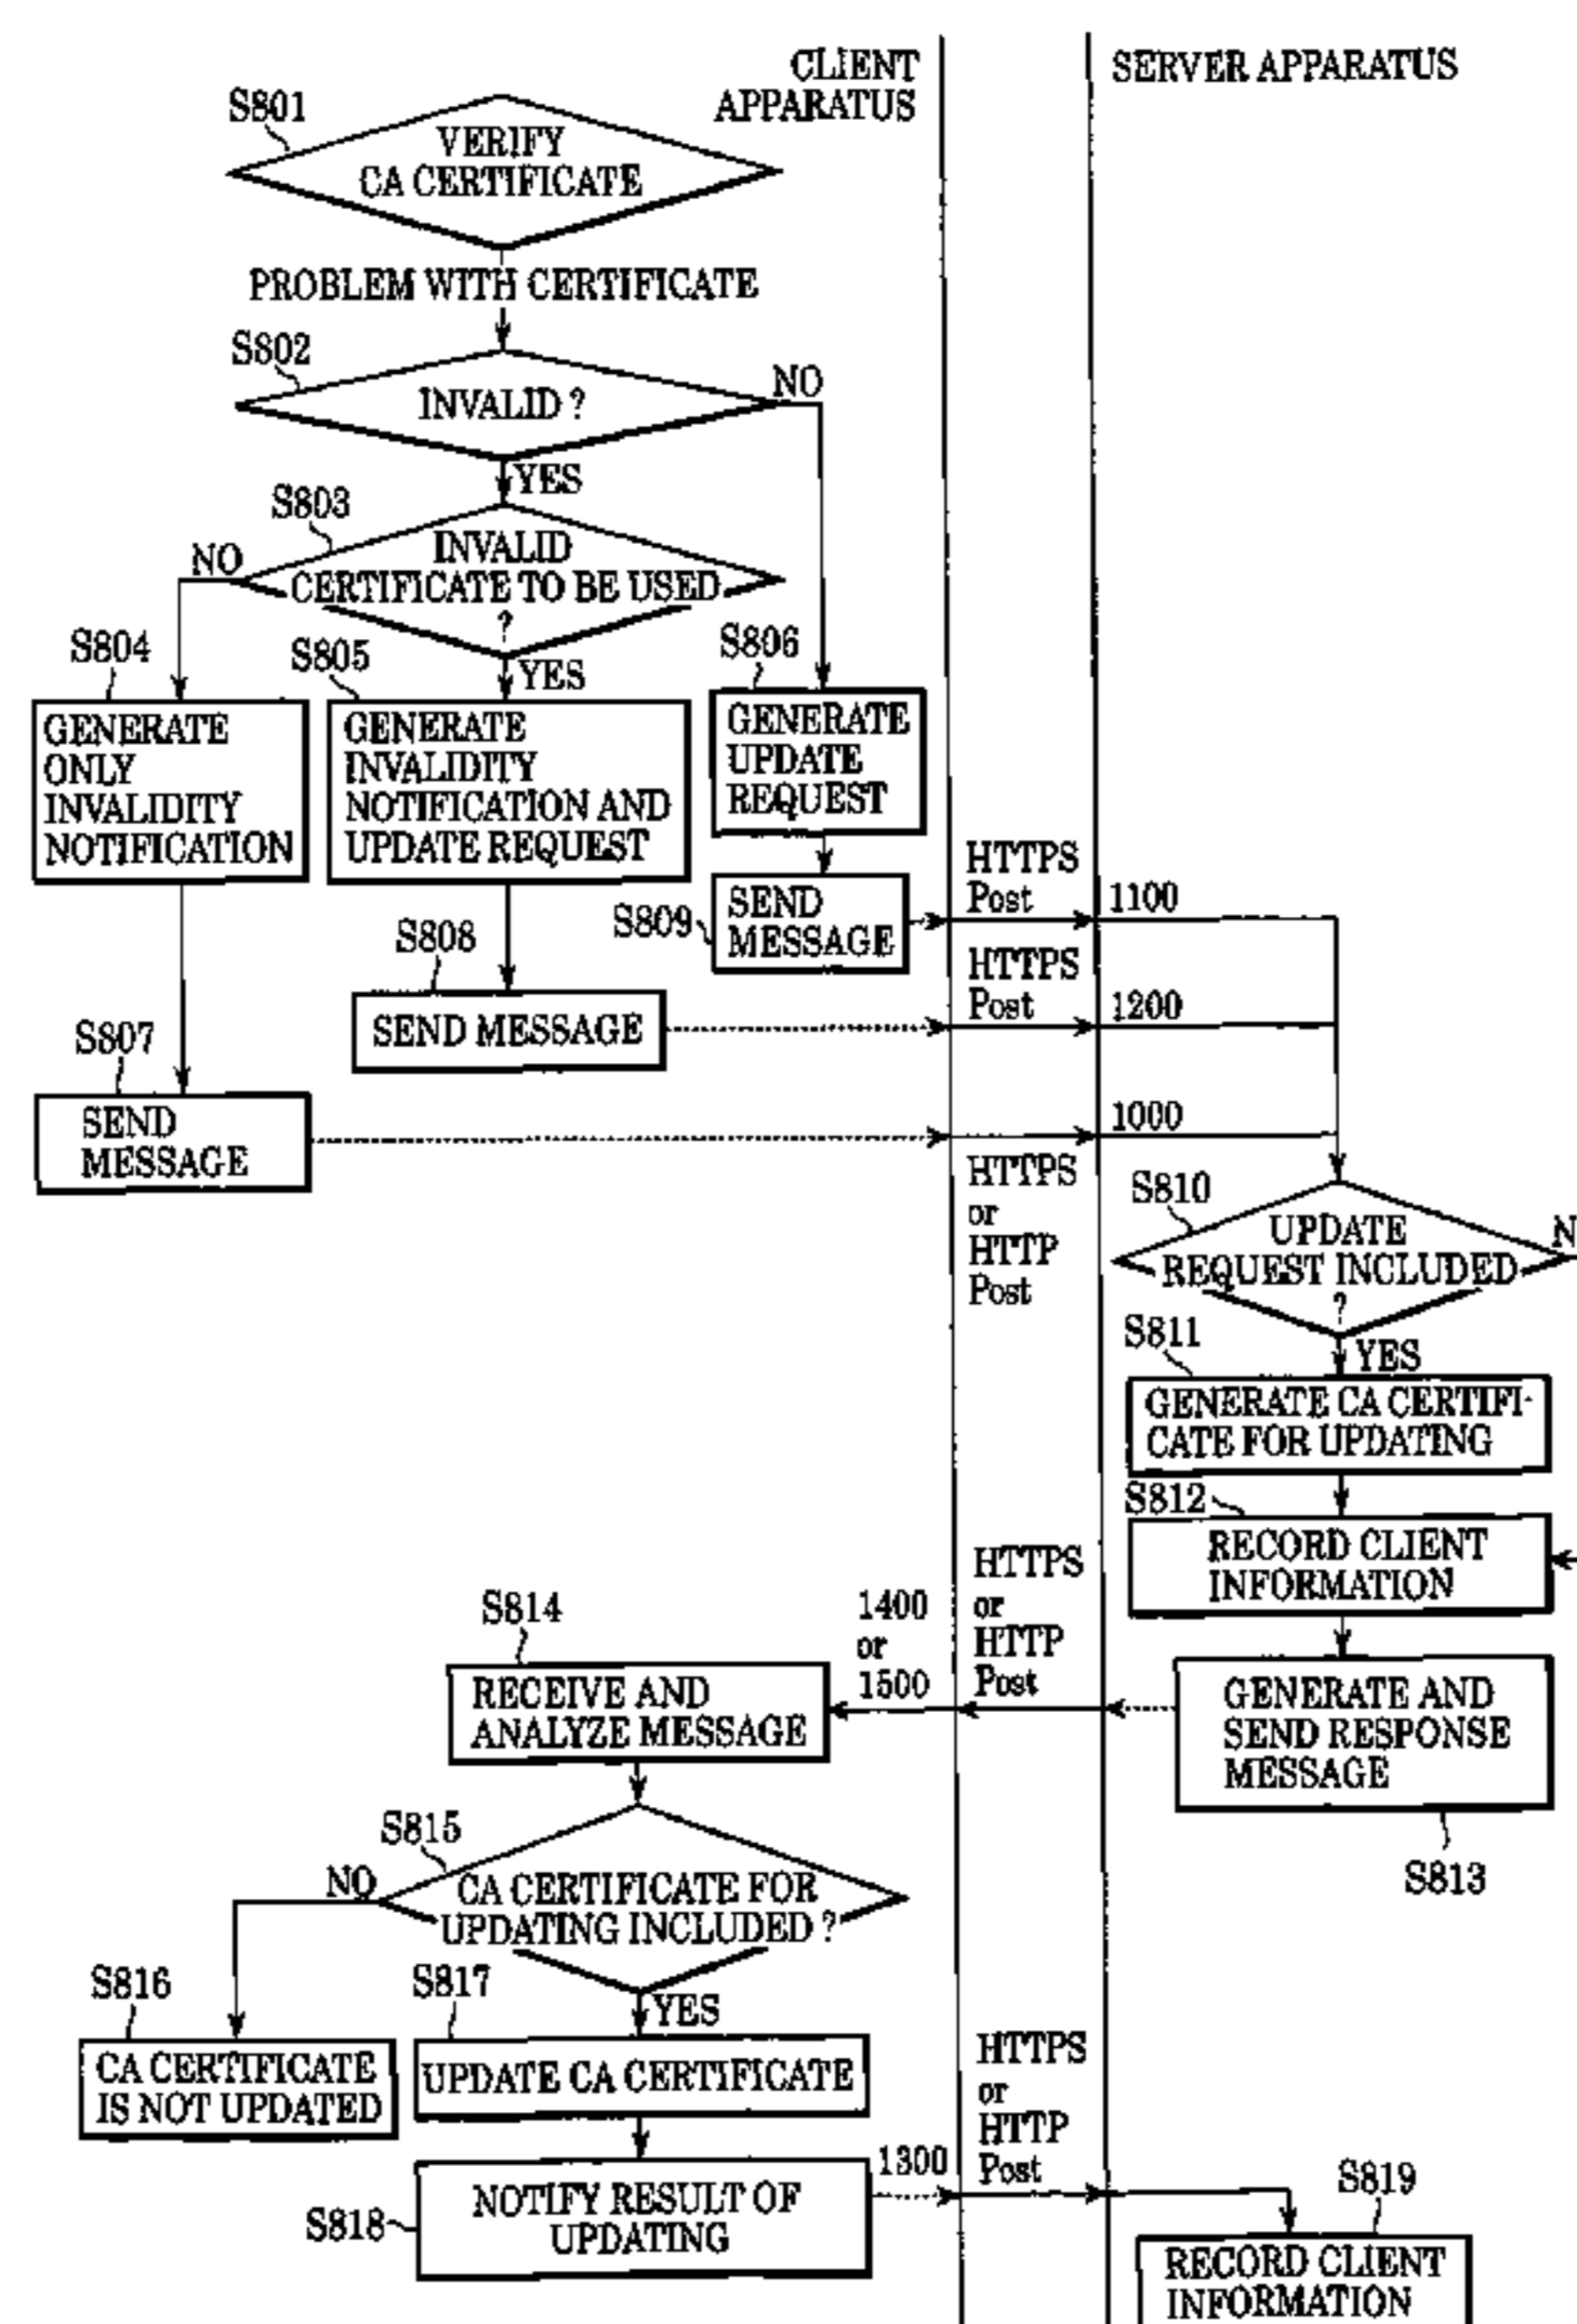 CLIENT
APPARATUS
SERVER APPARATUS
S801
VERIFY
CA CERTIFICATE
PROBLEM WITH CERTIFICATE
S802
INVALID ?
NO
YES
S803
NO
INVALID
CERTIFICATE TO BE USED
?
YES
S804
GENERATE
ONLY
INVALIDITY
NOTIFICATION
S805
GENERATE
INVALIDITY
NOTIFICATION AND
UPDATE REQUEST
S806
GENERATE
UPDATE
REQUEST
S809
SEND
MESSAGE
HTTPS
Post
1100
S808
SEND MESSAGE
HTTPS
Post
1200
S807
SEND
MESSAGE
1000
HTTPS
or
HTTP
Post
S810
UPDATE
REQUEST INCLUDED
?
N
YES
S811
GENERATE CA CERTIFI-
CATE FOR UPDATING
S812
RECORD CLIENT
INFORMATION
HTTPS
or
HTTP
Post
GENERATE AND
SEND RESPONSE
MESSAGE
S813
1400
or
1500
S814
RECEIVE AND
ANALYZE MESSAGE
S815
CA CERTIFICATE FOR
UPDATING INCLUDED ?
NO
YES
S816
CA CERTIFICATE
IS NOT UPDATED
S817
UPDATE CA CERTIFICATE
S818
NOTIFY RESULT OF
UPDATING
1300
HTTPS
or
HTTP
Post
S819
RECORD CLIENT
INFORMATION